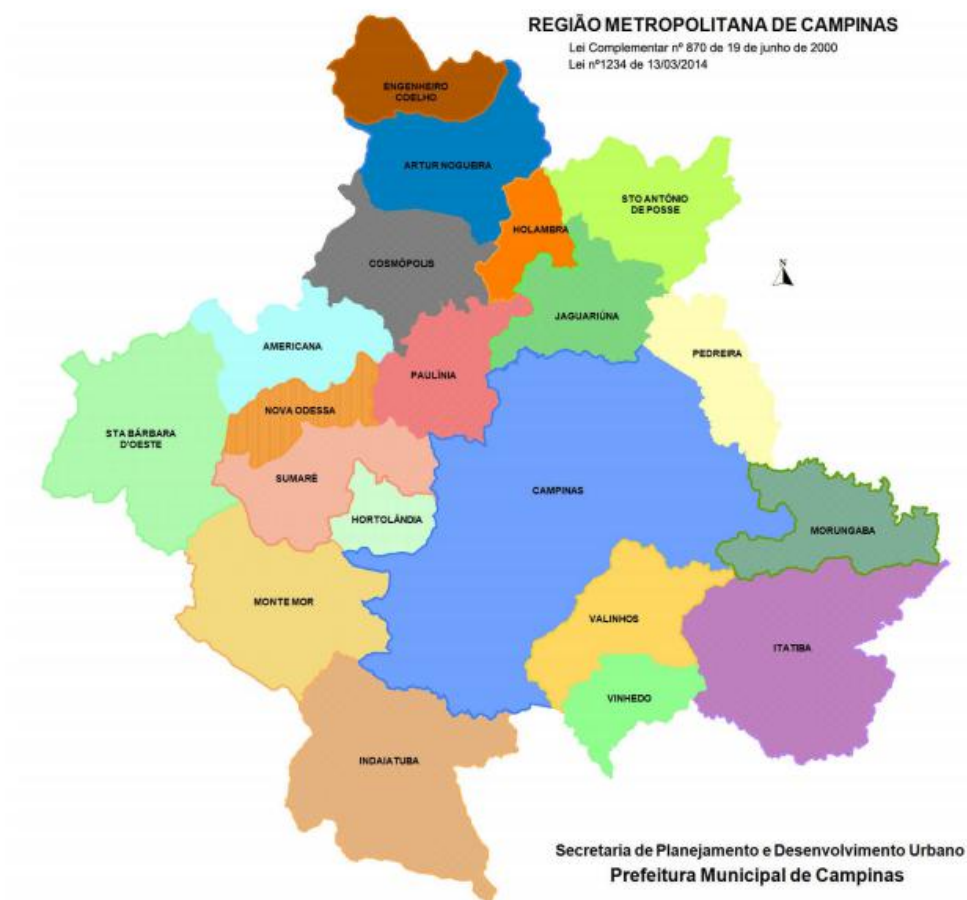 REGIÃO METROPOLITANA DE CAMPINAS
Lei Complementar nº 870 de 19 de junho de 2000
Lei nº1234 de 13/03/2014
ENGENHEIRO
COELHO
ARTUR NOGUEIRA
STO ANTÔNIO
DE POSSE
HOLAMBRA
COSMÓPOLIS
N
JAGUARIÚNA
AMERICANA
PEDREIRA
PAULÍNIA
NOVA ODESSA
STA BÁRBARA
D'OESTE
SUMARÉ
CAMPINAS
HORTOLÂNDIA
MORUNGABA
MONTE MOR
VALINHOS
ITATIBA
VINHEDO
INDAIATUBA
Secretaria de Planejamento e Desenvolvimento Urbano
Prefeitura Municipal de Campinas